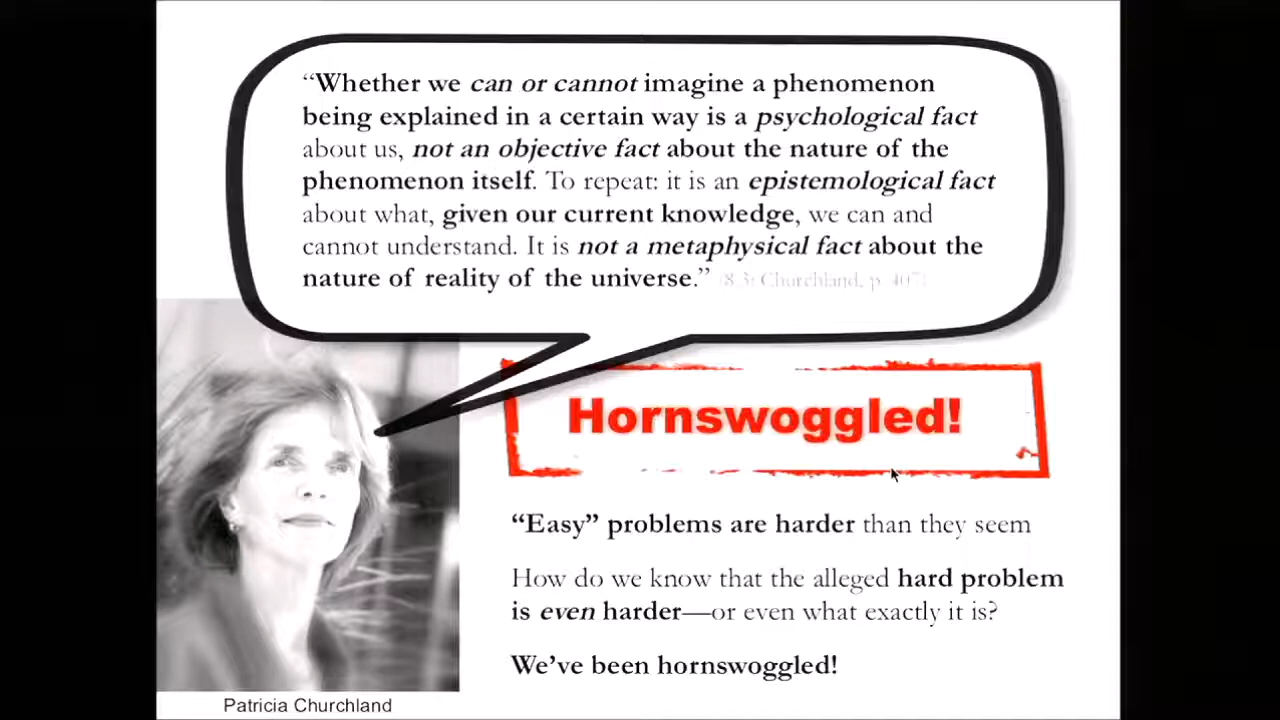 “Whether we can or cannot imagine a phenomenon
being explained in a certain way is a psychological fact
about us, not an objective fact about the nature of the
phenomenon itself. To repeat: it is an epistemological fact
about what, given our current knowledge, we can and
cannot understand. It is not a metaphysical fact about the
nature of reality of the universe.” (8.3) Churchland, p. 407)
Hornswoggled!
“Easy” problems are harder than they seem
How do we know that the alleged hard problem
is even harder—or even what exactly it is?
We’ve been hornswoggled!
Patricia Churchland